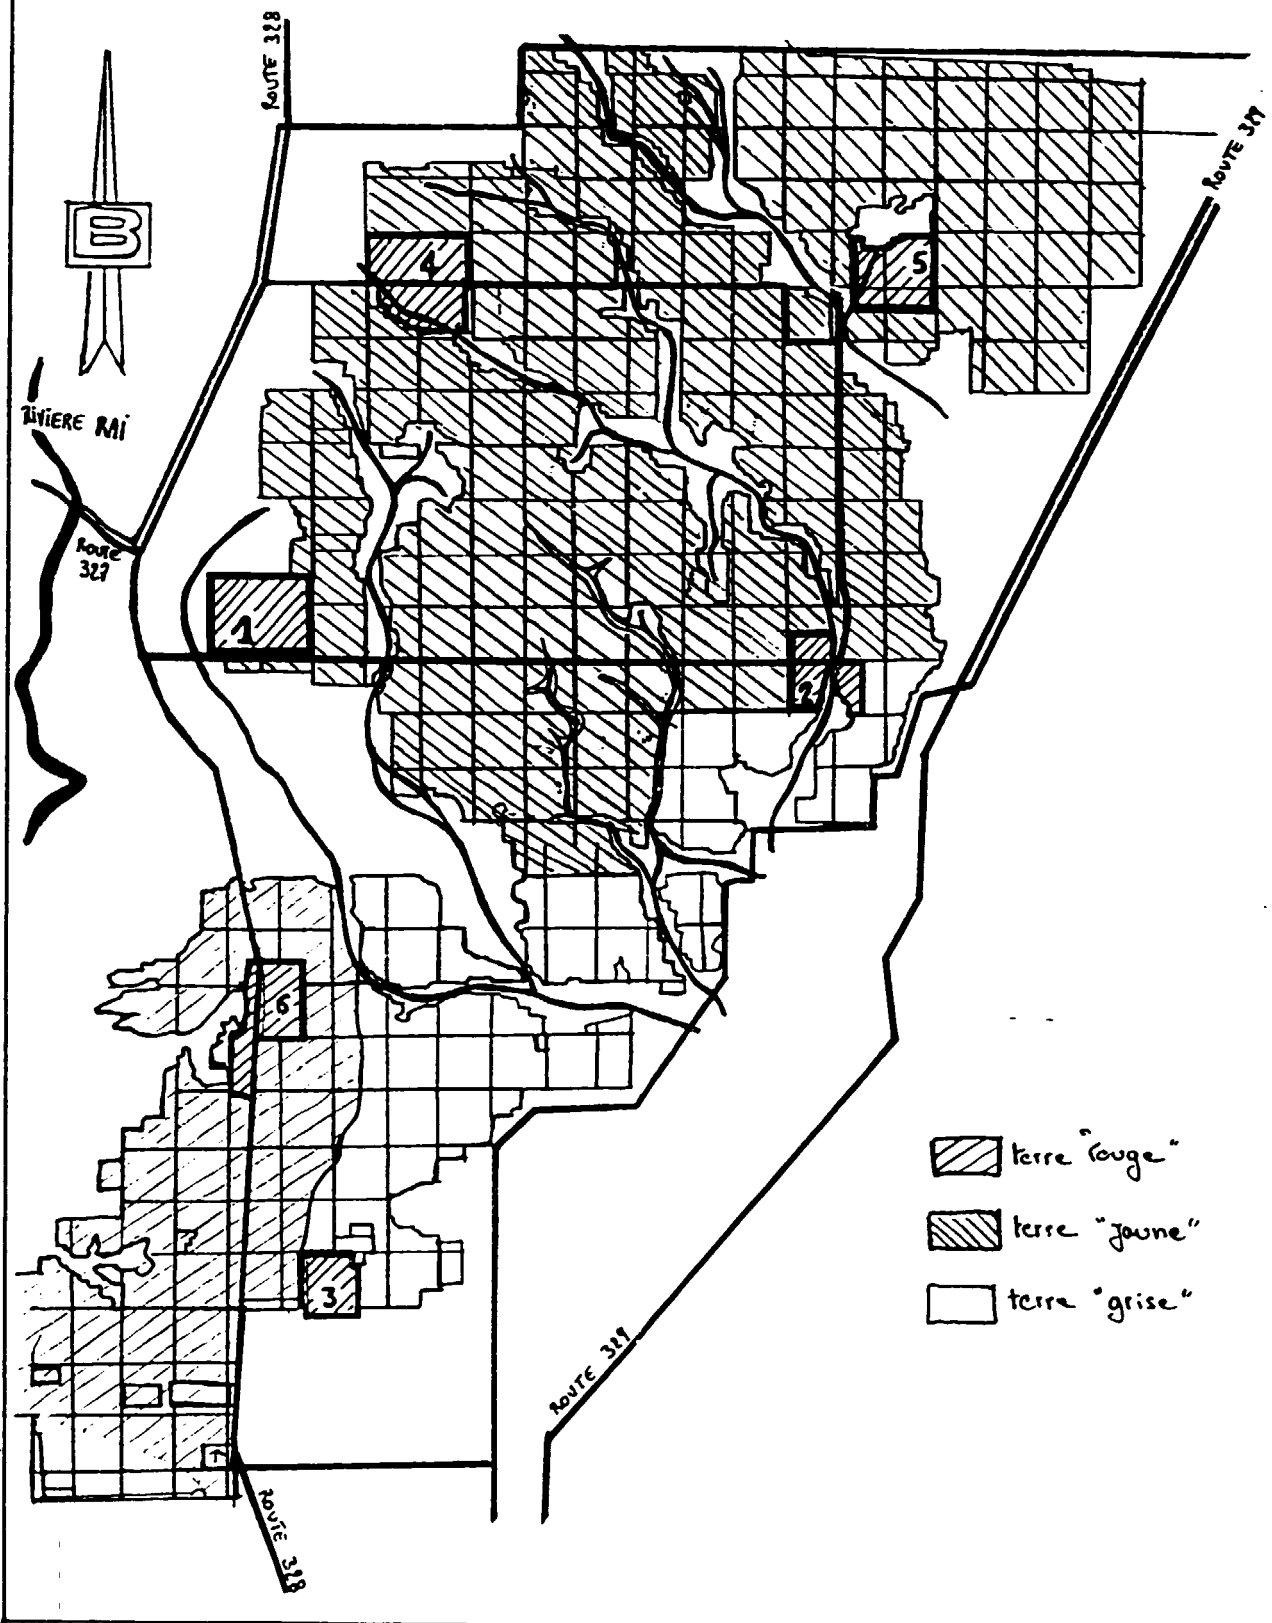 ROUTE 328
ROUTE 329
B
4
5
RIVIERE RAI
Route
327
1
2
6
3
terre "rouge"
terre "jaune"
terre "grise"
ROUTE 329
ROUTE 328